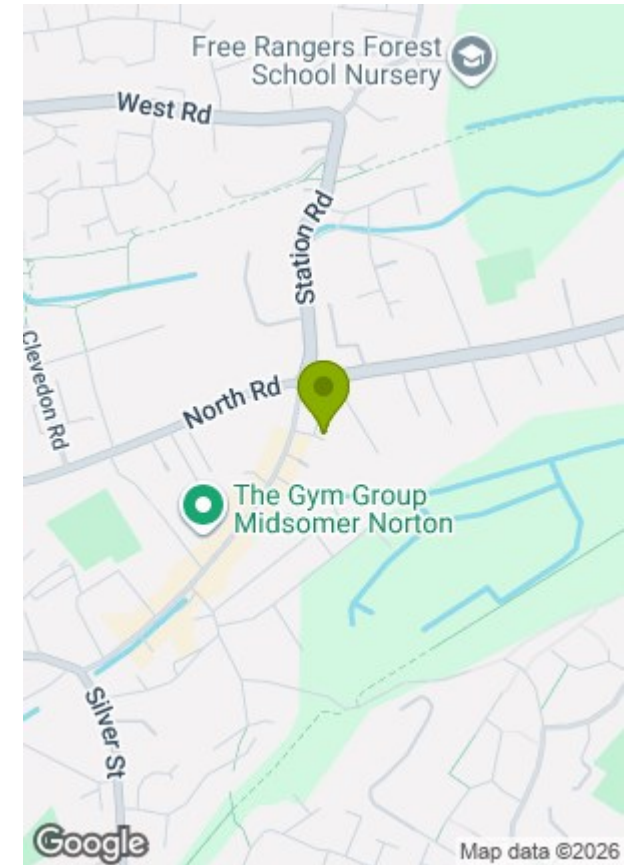 Free Rangers Forest
School Nursery
West Rd
Station Rd
Clevedon Rd
North Rd
The Gym Group
Midsomer Norton
Silver St
Google
Map data ©2026